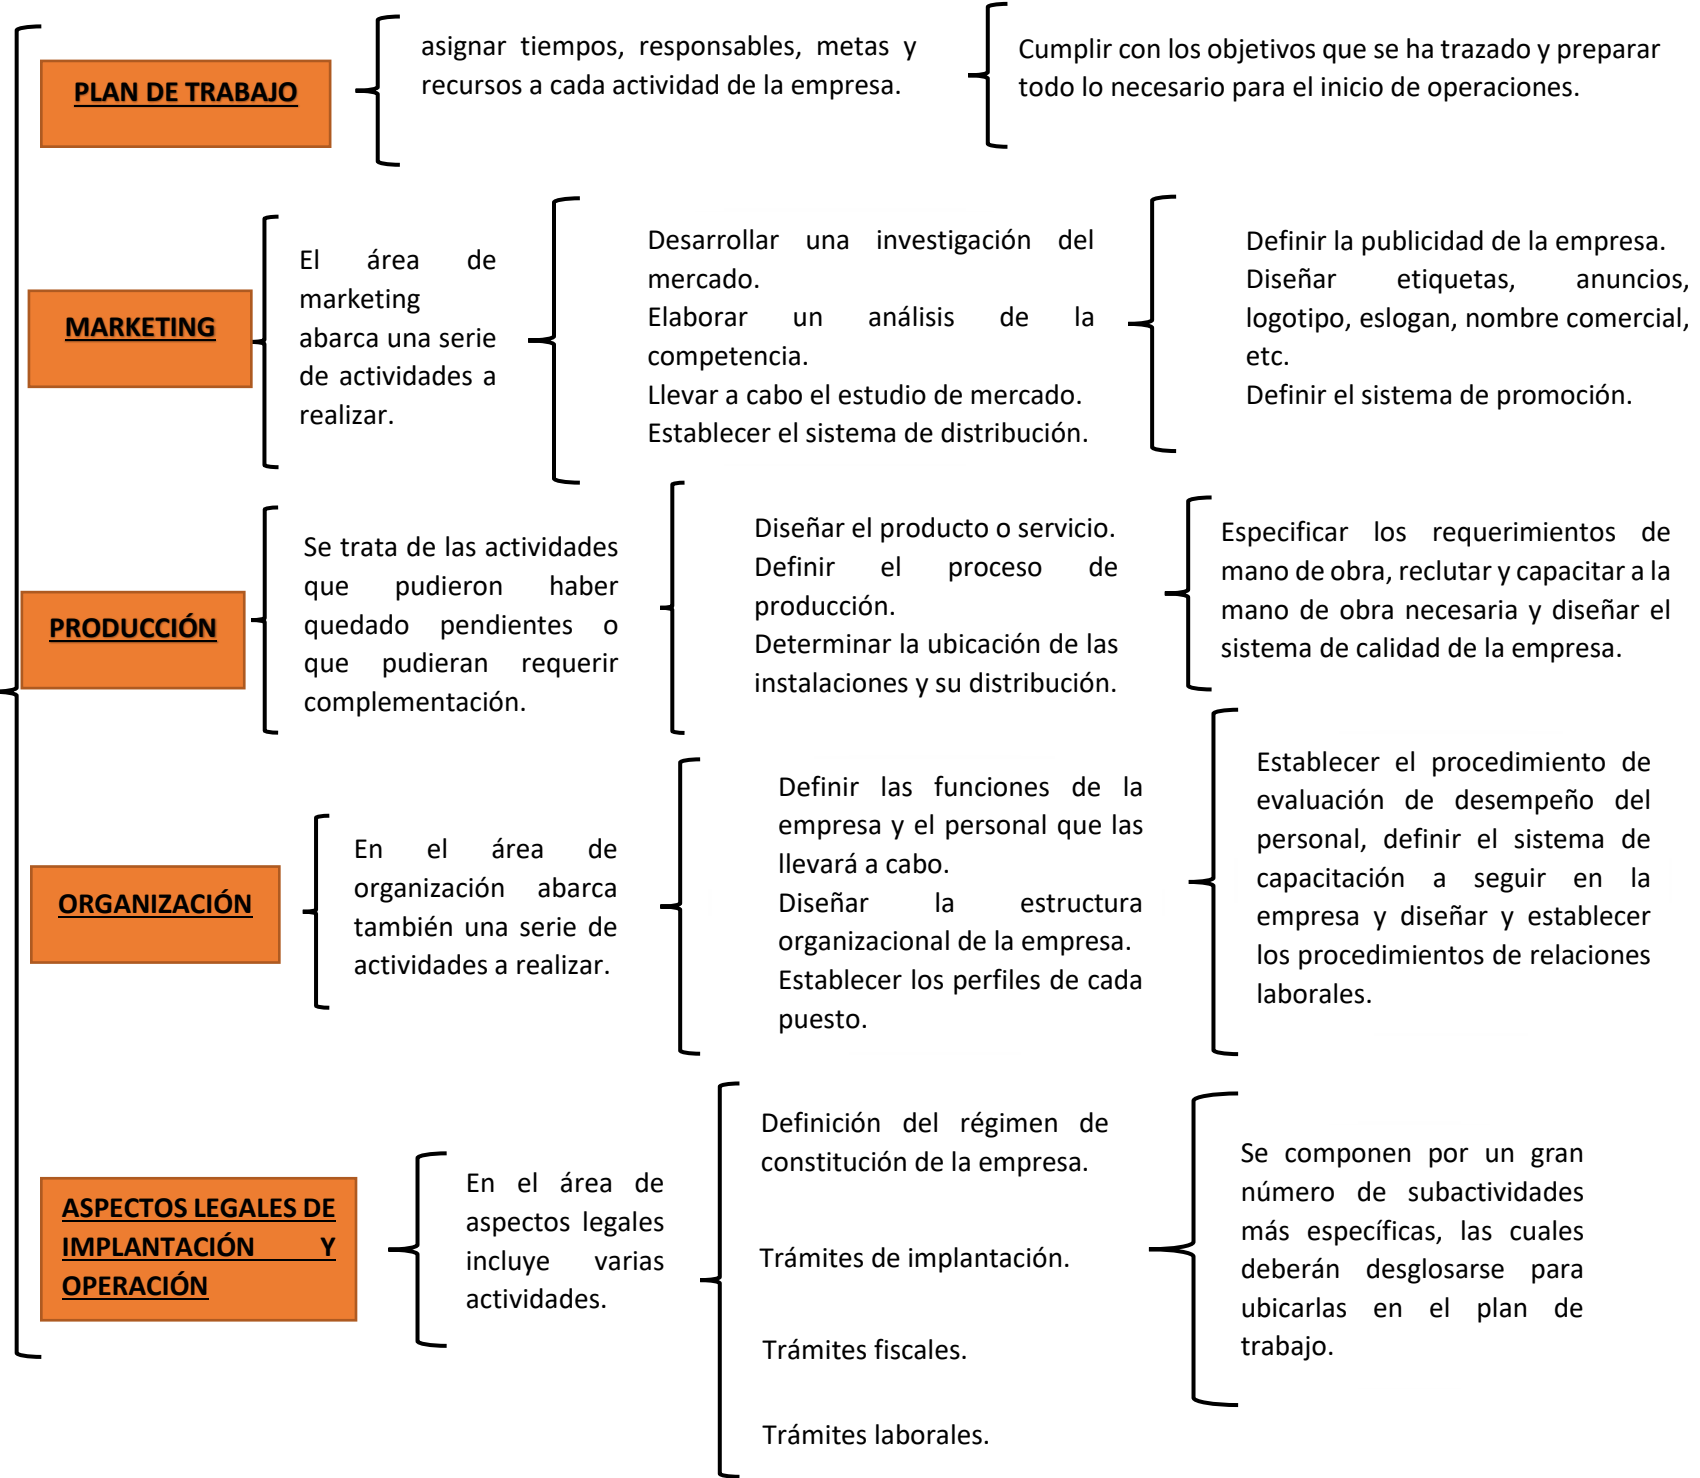 PLAN DE TRABAJO
asignar tiempos, responsables, metas y
recursos a cada actividad de la empresa.
Cumplir con los objetivos que se ha trazado y preparar
todo lo necesario para el inicio de operaciones.
MARKETING
El área de
marketing
abarca una serie
de actividades a
realizar.
Desarrollar una investigación del
mercado.
Elaborar un análisis de la
competencia.
Llevar a cabo el estudio de mercado.
Establecer el sistema de distribución.
Definir la publicidad de la empresa.
Diseñar etiquetas, anuncios,
logotipo, eslogan, nombre comercial,
etc.
Definir el sistema de promoción.
PRODUCCIÓN
Se trata de las actividades
que pudieron haber
quedado pendientes o
que pudieran requerir
complementación.
Diseñar el producto o servicio.
Definir el proceso de
producción.
Determinar la ubicación de las
instalaciones y su distribución.
Especificar los requerimientos de
mano de obra, reclutar y capacitar a la
mano de obra necesaria y diseñar el
sistema de calidad de la empresa.
ORGANIZACIÓN
En el área de
organización abarca
también una serie de
actividades a realizar.
Definir las funciones de la
empresa y el personal que las
llevará a cabo.
Diseñar la estructura
organizacional de la empresa.
Establecer los perfiles de cada
puesto.
Establecer el procedimiento de
evaluación de desempeño del
personal, definir el sistema de
capacitación a seguir en la
empresa y diseñar y establecer
los procedimientos de relaciones
laborales.
ASPECTOS LEGALES DE
IMPLANTACIÓN Y
OPERACIÓN
En el área de
aspectos legales
incluye varias
actividades.
Definición del régimen de
constitución de la empresa.
Trámites de implantación.
Trámites fiscales.
Trámites laborales.
Se componen por un gran
número de subactividades
más específicas, las cuales
deberán desglosarse para
ubicarlas en el plan de
trabajo.